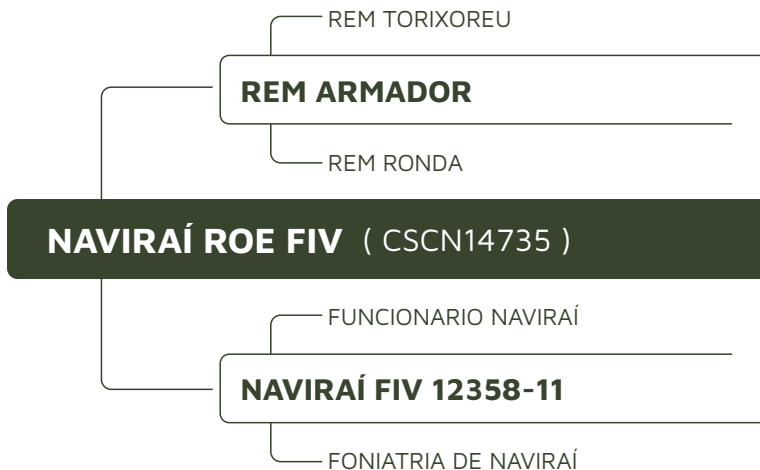 REM TORIXOREU
REM ARMADOR
REM RONDA
NAVIRAÍ ROE FIV ( CSCN14735 )
FUNCIONARIO NAVIRAÍ
NAVIRAÍ FIV 12358-11
FONIATRIA DE NAVIRAÍ